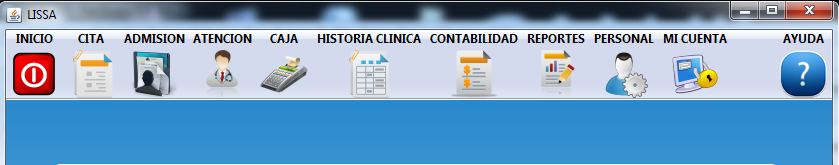 LISSA
INICIO CITA ADMISION ATENCION CAJA HISTORIA CLINICA CONTABILIDAD REPORTES PERSONAL MI CUENTA AYUDA